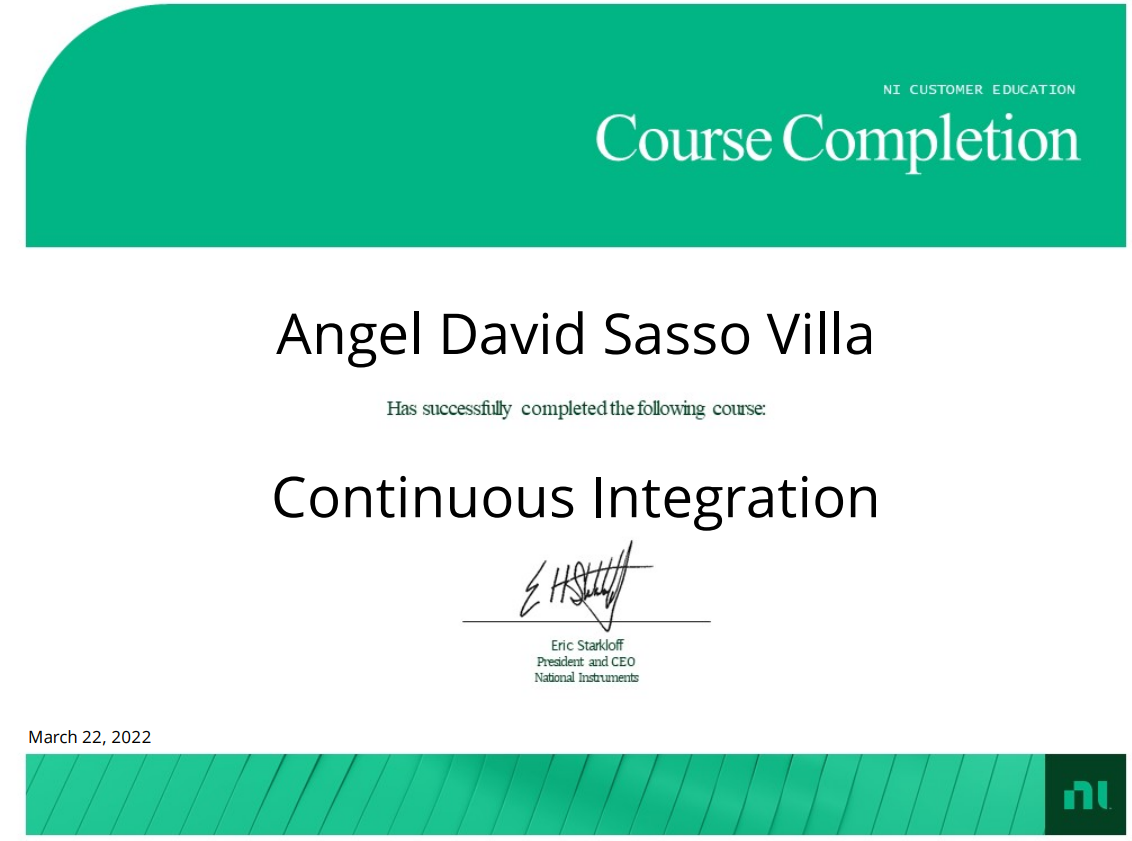 NI CUSTOMER EDUCATION
Course Completion
Angel David Sasso Villa
Has successfully completed the following course:
Continuous Integration
Eric Starkloff
President and CEO
National Instruments
March 22, 2022
ni